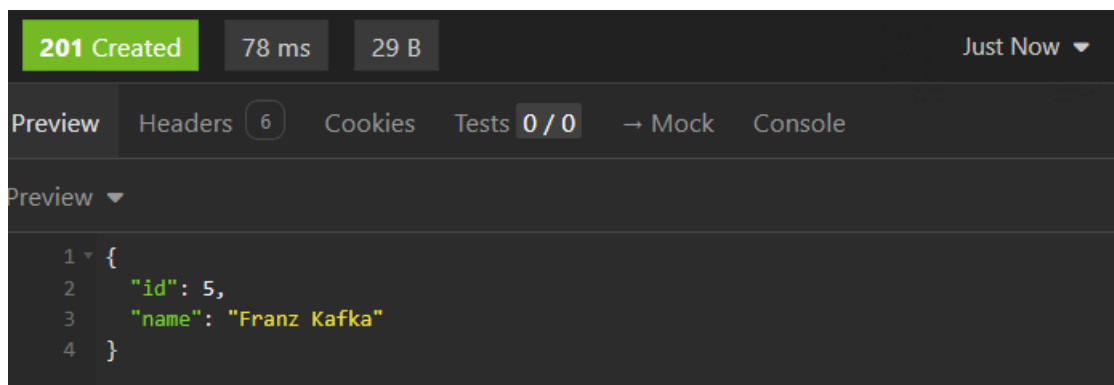 201 Created 78 ms 29 B Just Now
Preview Headers 6 Cookies Tests 0 / 0 → Mock Console
Preview
1 {
2 "id": 5,
3 "name": "Franz Kafka"
4 }